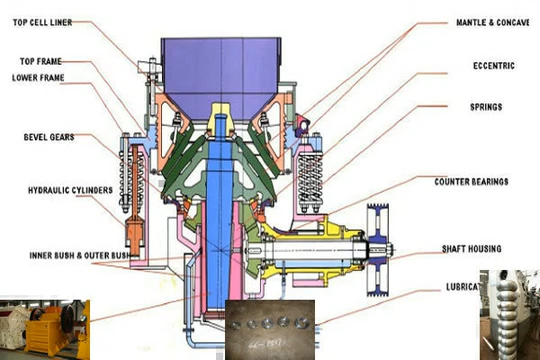 TOP CELL LINER
MANTLE & CONCAVE
TOP FRAME
ECCENTRIC
LOWER FRAME
SPRINGS
BEVEL GEARS
COUNTER BEARINGS
HYDRAULIC CYLINDERS
SHAFT HOUSING
INNER BUSH & OUTER BUSH
LUBRICAT